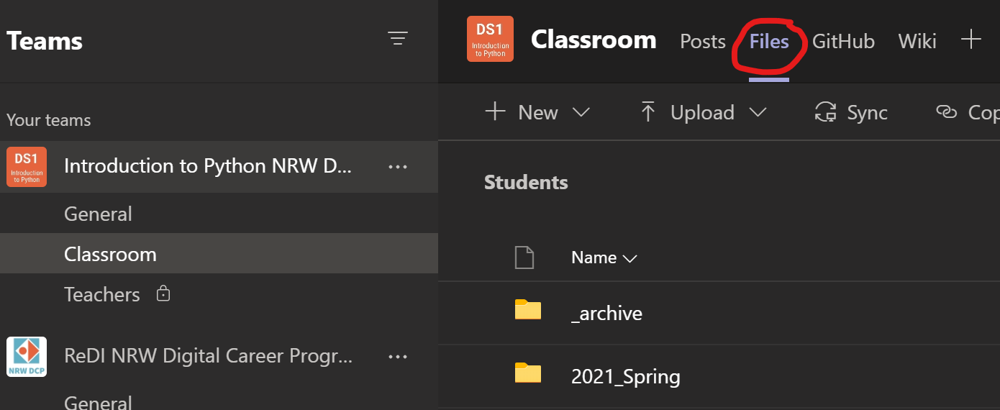 Teams
Your teams
DS1
Introduction
to Python
Introduction to Python NRW D...
General
Classroom
Teachers
NRW DCP
ReDI NRW Digital Career Progr...
General
DS1
Introduction
to Python
Classroom Posts Files GitHub Wiki
New Upload Sync Cop
Students
Name
_archive
2021_Spring